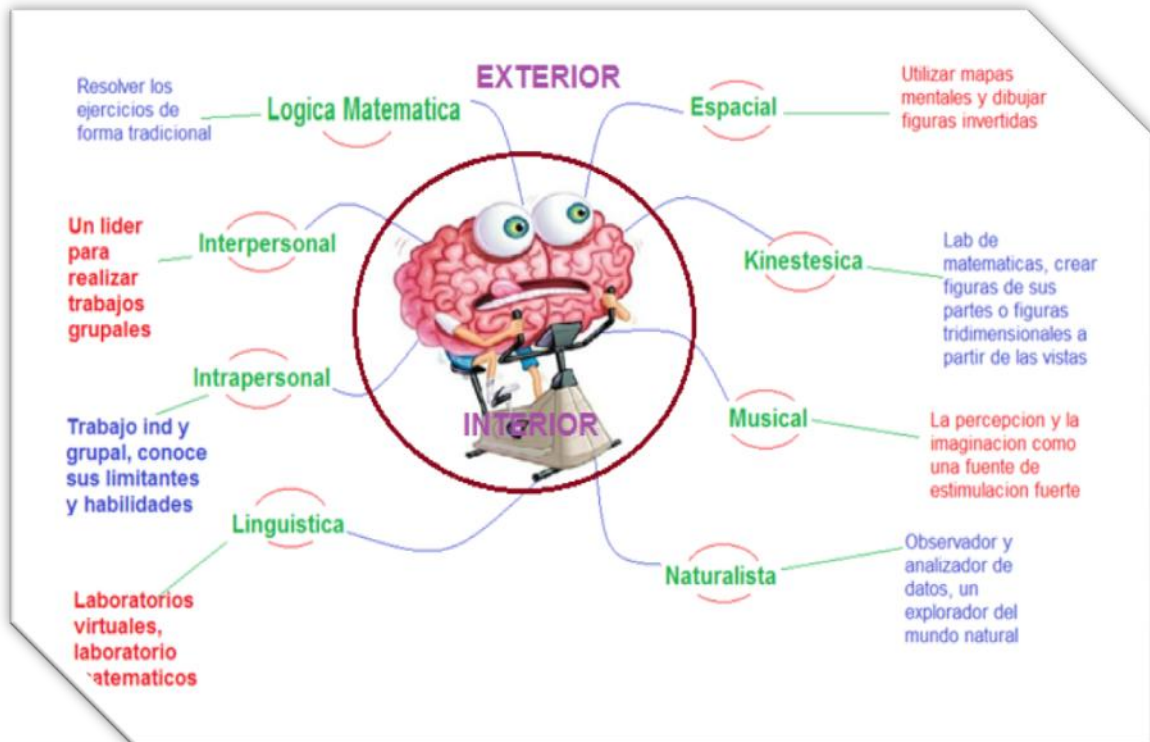 EXTERIOR
Logica Matematica
Resolver los
ejercicios de
forma tradicional
Interpersonal
Un lider
para
realizar
trabajos
grupales
Intrapersonal
Trabajo ind y
grupal, conoce
sus limitantes
y habilidades
Linguistica
Laboratorios
virtuales,
laboratorio
Espacial
Utilizar mapas
mentales y dibujar
figuras invertidas
Kinestesica
Lab de
matematicas, crear
figuras de sus
partes o figuras
tridimensionales a
partir de las vistas
Musical
La percepcion y la
imaginacion como
una fuente de
estimulacion fuerte
Naturalista
Observador y
analizador de
datos, un
explorador del
mundo natural
INTERIOR